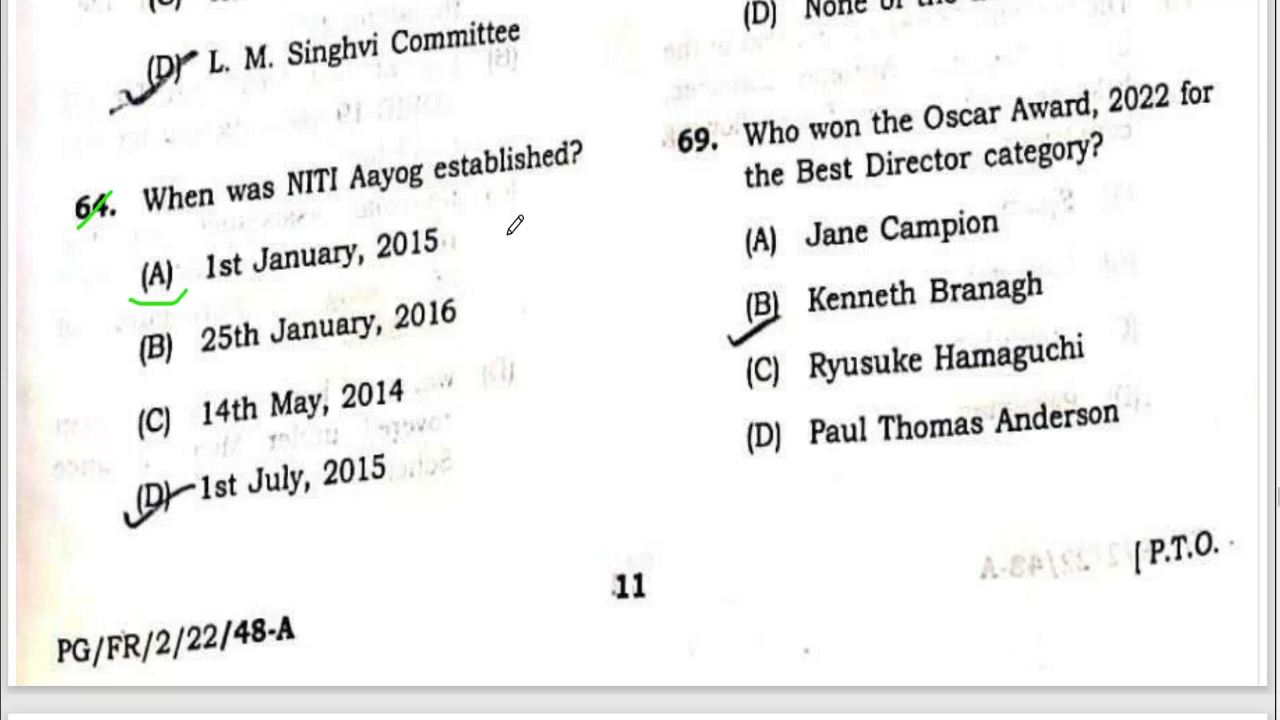 (D) L. M. Singhvi Committee
64. When was NITI Aayog established?
(A) 1st January, 2015
(B) 25th January, 2016
(C) 14th May, 2014
(D) 1st July, 2015
(D) None
69. Who won the Oscar Award, 2022 for
the Best Director category?
(A) Jane Campion
(B) Kenneth Branagh
(C) Ryusuke Hamaguchi
(D) Paul Thomas Anderson
11
[ P.T.O.
PG/FR/2/22/48-A